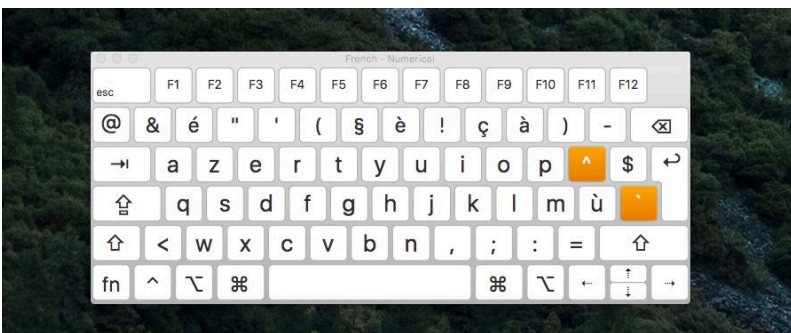 French - Numerical
esc F1 F2 F3 F4 F5 F6 F7 F8 F9 F10 F11 F12
@ & é " ' ( § è ! ç à ) - ⌫
⇥ a z e r t y u i o p ^ $ ↩
⇪ q s d f g h j k l m ù `
⇧ < w x c v b n , ; : = ⇧
fn ^ ⌥ ⌘ ⌘ ⌥ ← ↑ ↓ →